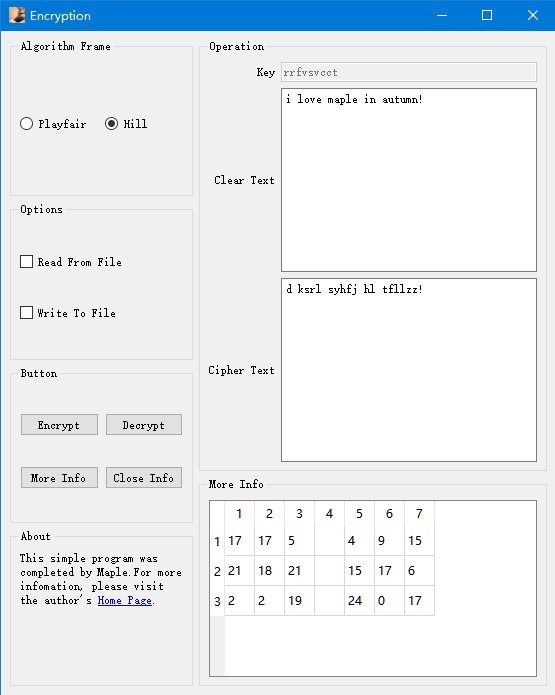 Encryption
Algorithm Frame
Playfair
Hill
Options
Read From File
Write To File
Button
Encrypt
Decrypt
More Info
Close Info
About
This simple program was
completed by Maple.For more
infomation, please visit
the author's Home Page.
Operation
Key
rrfvsvcct
Clear Text
i love maple in autumn!
Cipher Text
d ksrl syhfj hl tfllzz!
More Info
1 2 3 4 5 6 7
1 17 17 5 4 9 15
2 21 18 21 15 17 6
3 2 2 19 24 0 17